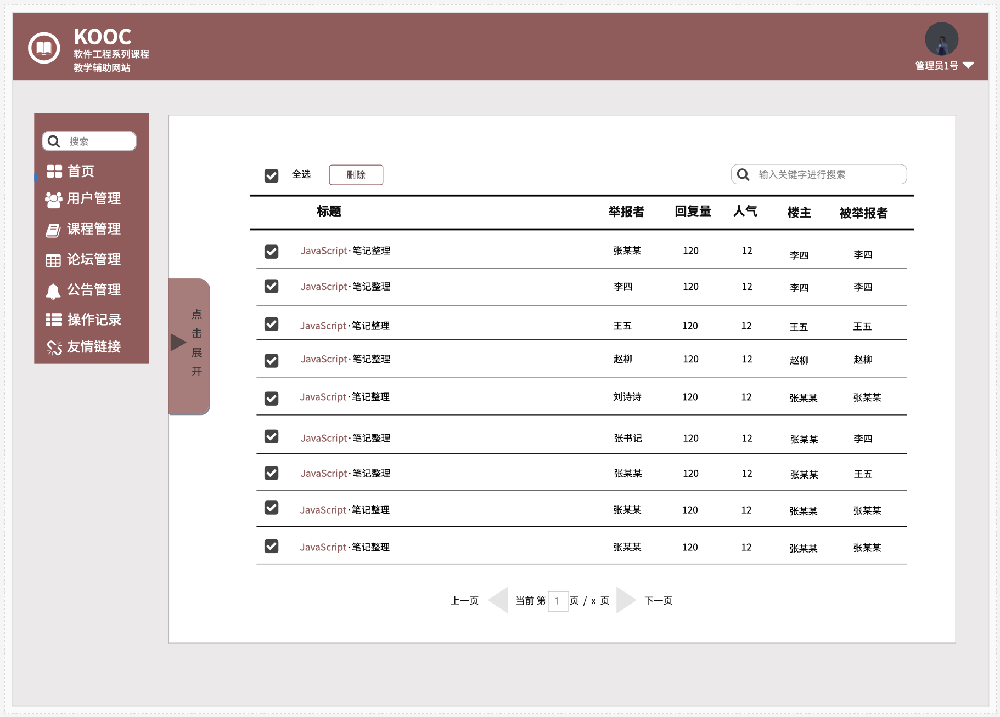 KOOC
软件工程系列课程
教学辅助网站
管理员1号
搜索
首页
用户管理
课程管理
论坛管理
公告管理
操作记录
友情链接
点
击
展
开
全选 删除 输入关键字进行搜索
标题 举报者 回复量 人气 楼主 被举报者
JavaScript·笔记整理 张某某 120 12 李四 李四
JavaScript·笔记整理 李四 120 12 李四 李四
JavaScript·笔记整理 王五 120 12 王五 王五
JavaScript·笔记整理 赵柳 120 12 赵柳 赵柳
JavaScript·笔记整理 刘诗诗 120 12 张某某 张某某
JavaScript·笔记整理 张书记 120 12 张某某 李四
JavaScript·笔记整理 张某某 120 12 张某某 王五
JavaScript·笔记整理 张某某 120 12 张某某 张某某
JavaScript·笔记整理 张某某 120 12 张某某 张某某
上一页 当前 第 1 页 / x 页 下一页